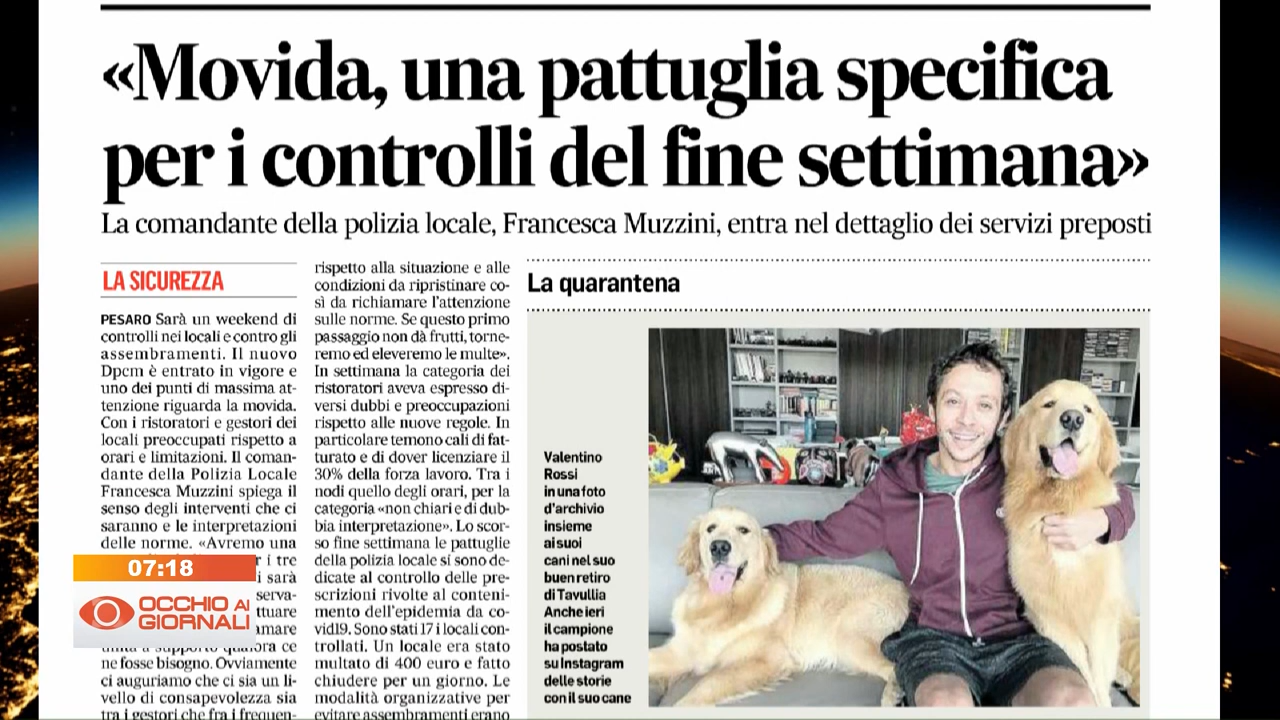 «Movida, una pattuglia specifica
per i controlli del fine settimana»
La comandante della polizia locale, Francesca Muzzini, entra nel dettaglio dei servizi preposti
LA SICUREZZA
PESARO Sarà un weekend di
controlli nei locali e contro gli
assembramenti. Il nuovo
Dpcm è entrato in vigore e
uno dei punti di massima at-
tenzione riguarda la movida.
Con i ristoratori e gestori dei
locali preoccupati rispetto a
orari e limitazioni. Il coman-
dante della Polizia Locale
Francesca Muzzini spiega il
senso degli interventi che ci
saranno e le interpretazioni
delle norme. «Avremo una
r i tre
i sarà
serva-
ttuare
amare
ne fosse bisogno. Ovviamente
ci auguriamo che ci sia un li-
vello di consapevolezza sia
tra i gestori che fra i frequen-
rispetto alla situazione e alle
condizioni da ripristinare co-
sì da richiamare l'attenzione
sulle norme. Se questo primo
passaggio non dà frutti, torne-
remo ed eleveremo le multe».
In settimana la categoria dei
ristoratori aveva espresso di-
versi dubbi e preoccupazioni
rispetto alle nuove regole. In
particolare temono cali di fat-
turato e di dover licenziare il
30% della forza lavoro. Tra i
nodi quello degli orari, per la
categoria «non chiari e di dub-
bia interpretazione». Lo scor-
so fine settimana le pattuglie
della polizia locale si sono de-
dicate al controllo delle pre-
scrizioni rivolte al conteni-
mento dell'epidemia da co-
vid19. Sono stati 17 i locali con-
trollati. Un locale era stato
multato di 400 euro e fatto
chiudere per un giorno. Le
modalità organizzative per
evitare assembramenti erano
La quarantena
Valentino
Rossi
in una foto
d'archivio
insieme
ai suoi
cani nel suo
buen retiro
di Tavullia
Anche ieri
il campione
ha postato
su Instagram
delle storie
con il suo cane
07:18
OCCHIO AI
GIORNALI